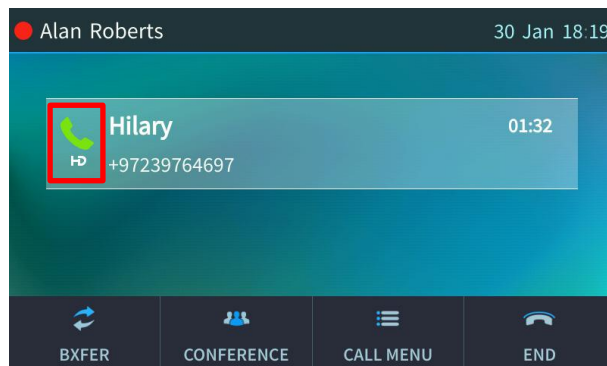 Alan Roberts 30 Jan 18:19
Hilary 01:32
HD +97239764697
BXFER CONFERENCE CALL MENU END